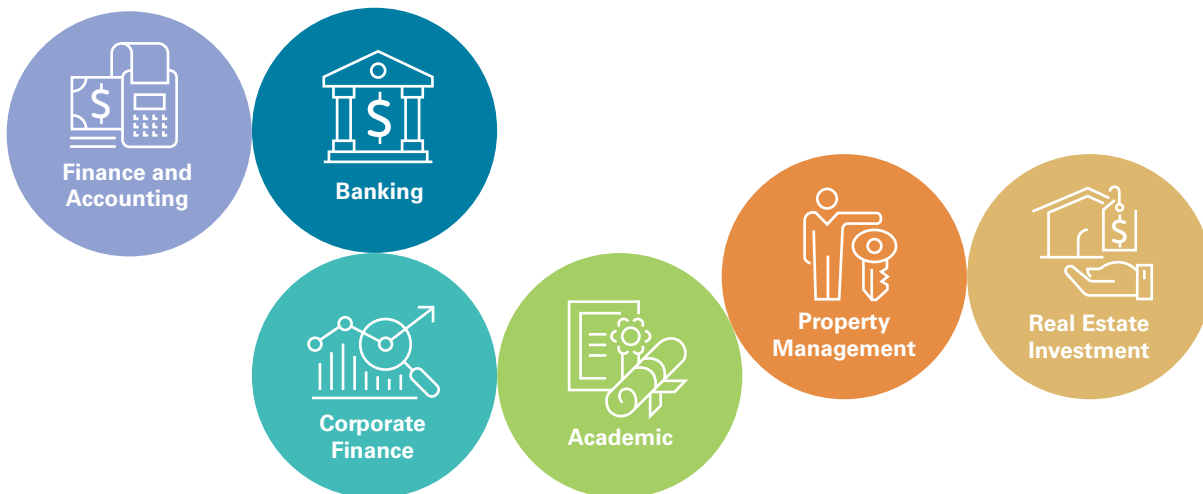 Finance and
Accounting
Banking
Corporate
Finance
Academic
Property
Management
Real Estate
Investment